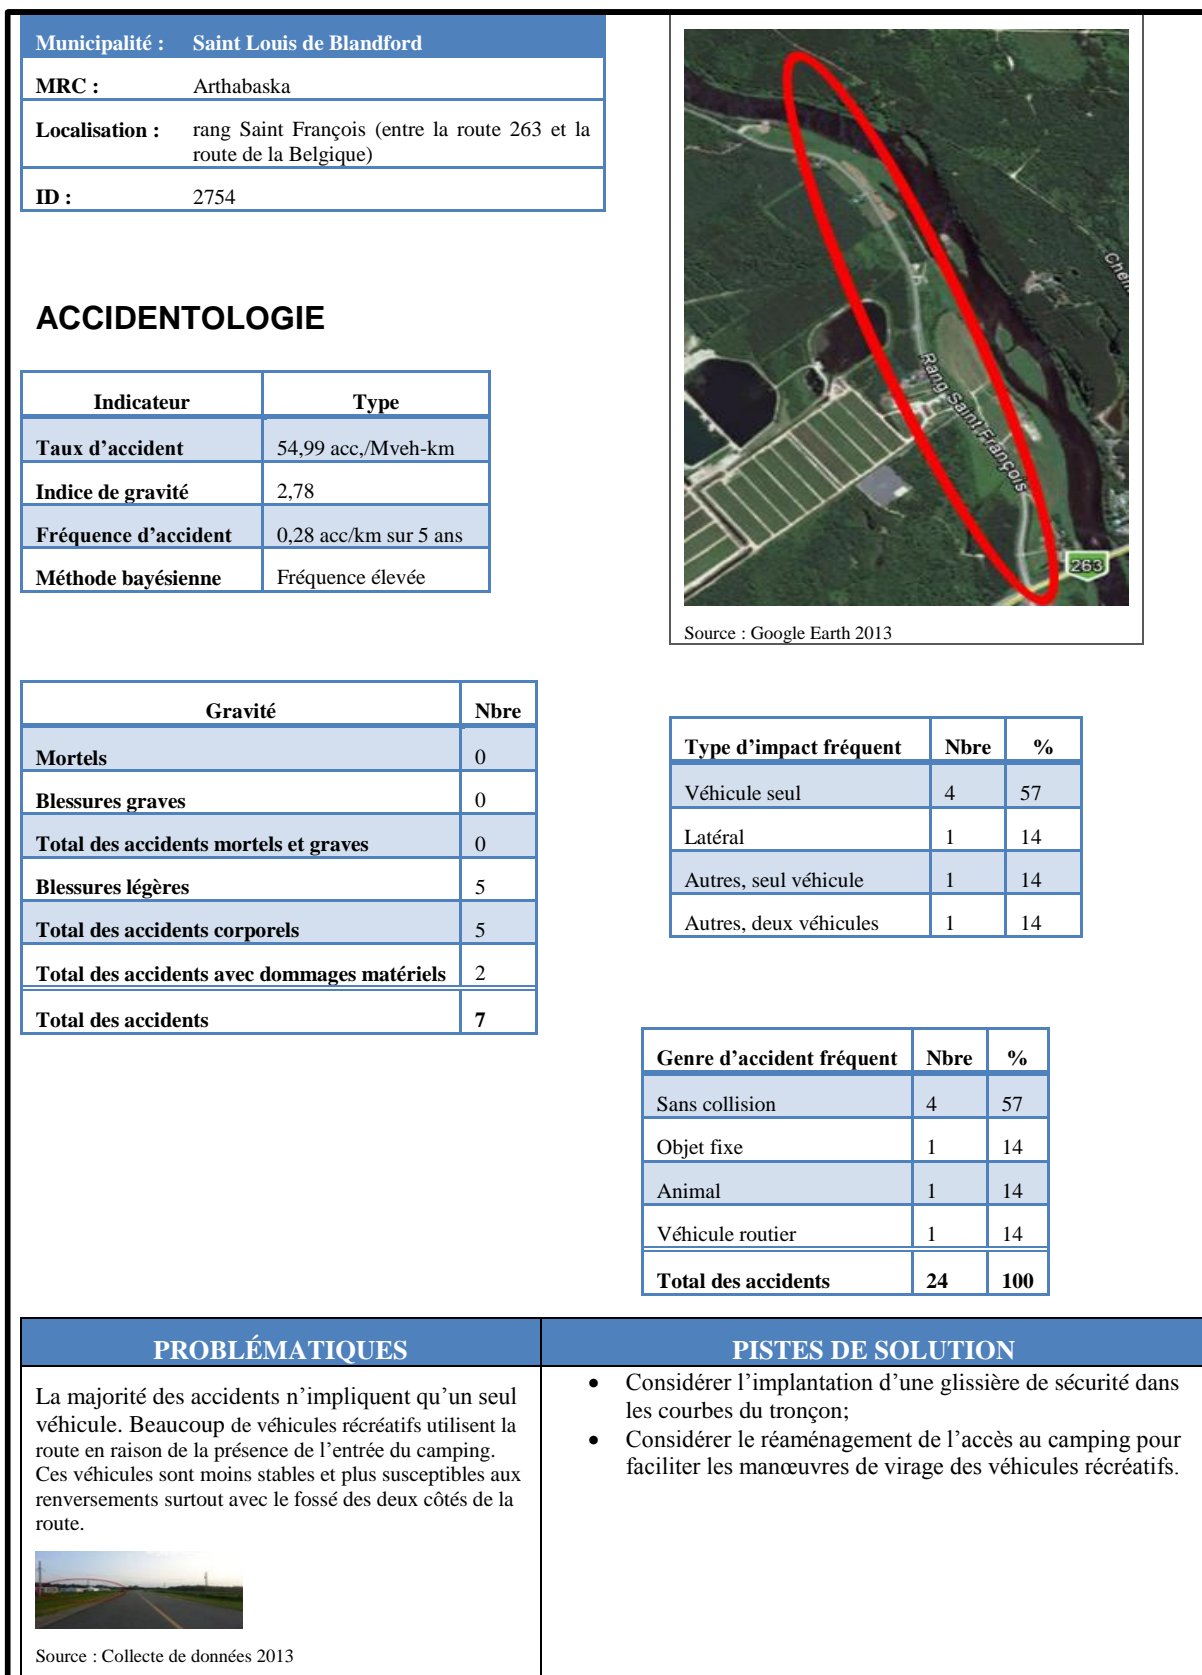 Municipalité : Saint Louis de Blandford
MRC : Arthabaska
Localisation : rang Saint François (entre la route 263 et la
route de la Belgique)
ID : 2754
Rang Saint François
263
Source : Google Earth 2013
ACCIDENTOLOGIE
Indicateur Type
Taux d’accident 54,99 acc,/Mveh-km
Indice de gravité 2,78
Fréquence d’accident 0,28 acc/km sur 5 ans
Méthode bayésienne Fréquence élevée
Gravité Nbre
Mortels 0
Blessures graves 0
Total des accidents mortels et graves 0
Blessures légères 5
Total des accidents corporels 5
Total des accidents avec dommages matériels 2
Total des accidents 7
Type d’impact fréquent Nbre %
Véhicule seul 4 57
Latéral 1 14
Autres, seul véhicule 1 14
Autres, deux véhicules 1 14
Genre d’accident fréquent Nbre %
Sans collision 4 57
Objet fixe 1 14
Animal 1 14
Véhicule routier 1 14
Total des accidents 24 100
PROBLÉMATIQUES
La majorité des accidents n’impliquent qu’un seul
véhicule. Beaucoup de véhicules récréatifs utilisent la
route en raison de la présence de l’entrée du camping.
Ces véhicules sont moins stables et plus susceptibles aux
renversements surtout avec le fossé des deux côtés de la
route.
Source : Collecte de données 2013
PISTES DE SOLUTION
• Considérer l’implantation d’une glissière de sécurité dans
les courbes du tronçon;
• Considérer le réaménagement de l’accès au camping pour
faciliter les manœuvres de virage des véhicules récréatifs.